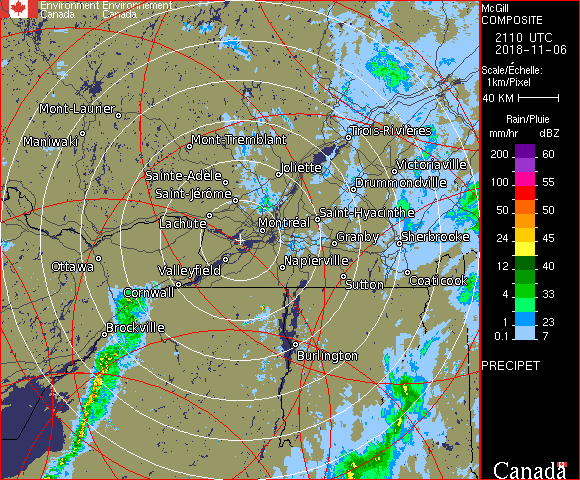 Environment Environnement
Canada Canada
McGill
COMPOSITE
2110 UTC
2018-11-06
Scale/Échelle:
1km/Pixel
40 KM
Rain/Pluie
mm/hr dBZ
200 60
100 55
50 50
24 45
12 40
4 33
1 23
0.1 7
PRECIPET
Canada
Mont-Laurier
Maniwaki
Mont-Tremblant
Trois-Rivières
Joliette
Victoriaville
Sainte-Adèle
Drummondville
Saint-Jérôme
Saint-Hyacinthe
Lachute
Montréal
Granby
Sherbrooke
Ottawa
Valleyfield
Napierville
Sutton
Coaticook
Cornwall
Brockville
Burlington